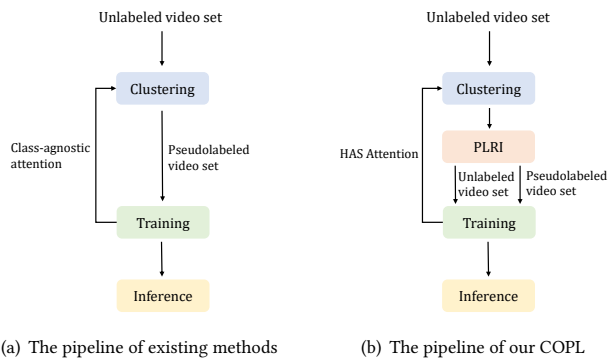 Unlabeled video set
Clustering
Class-agnostic
attention
Pseudolabeled
video set
Training
Inference
(a) The pipeline of existing methods
Unlabeled video set
Clustering
PLRI
HAS Attention
Unlabeled
video set
Pseudolabeled
video set
Training
Inference
(b) The pipeline of our COPL